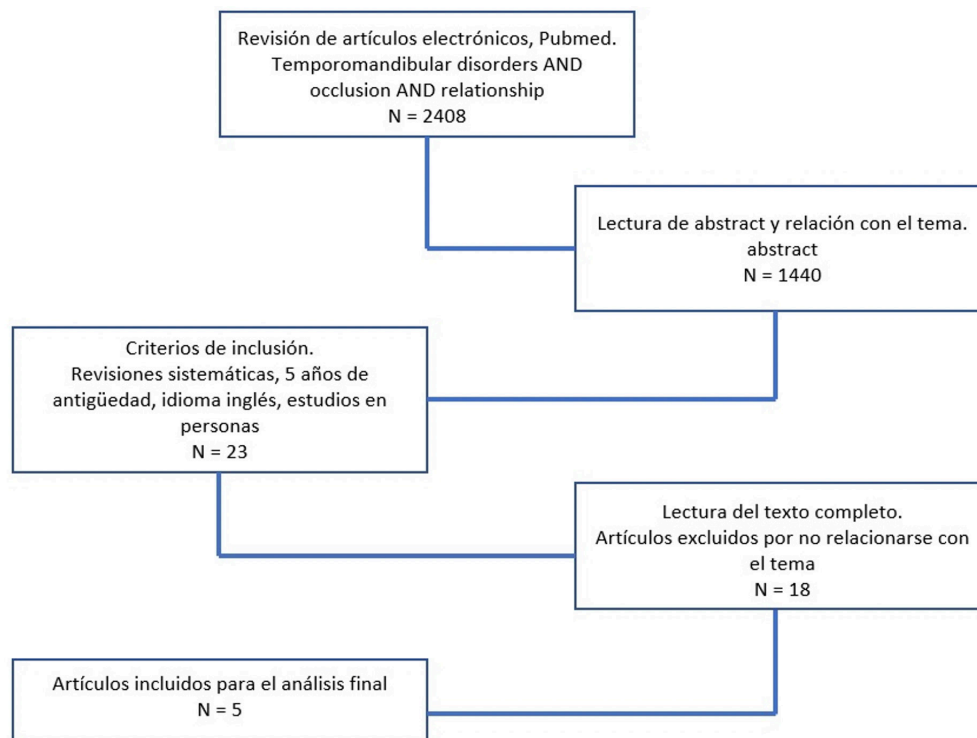 Revisión de artículos electrónicos, Pubmed.
Temporomandibular disorders AND
occlusion AND relationship
N = 2408
Lectura de abstract y relación con el tema.
abstract
N = 1440
Criterios de inclusión.
Revisiones sistemáticas, 5 años de
antigüedad, idioma inglés, estudios en
personas
N = 23
Lectura del texto completo.
Artículos excluidos por no relacionarse con
el tema
N = 18
Artículos incluidos para el análisis final
N = 5